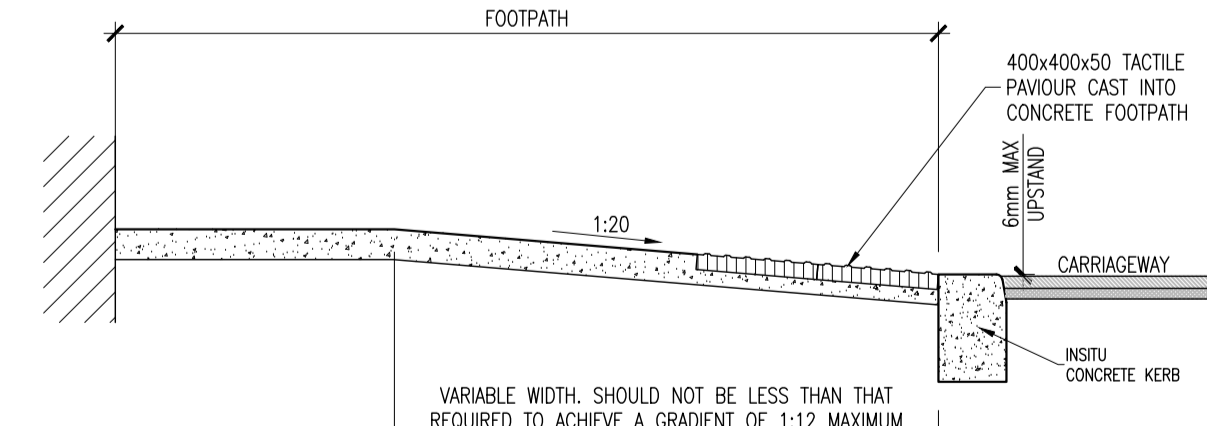 FOOTPATH
400x400x50 TACTILE
PAVIOUR CAST INTO
CONCRETE FOOTPATH
6mm MAX
UPSTAND
1:20
CARRIAGEWAY
INSITU
CONCRETE KERB
VARIABLE WIDTH. SHOULD NOT BE LESS THAN THAT
REQUIRED TO ACHIEVE A GRADIENT OF 1:12 MAXIMUM